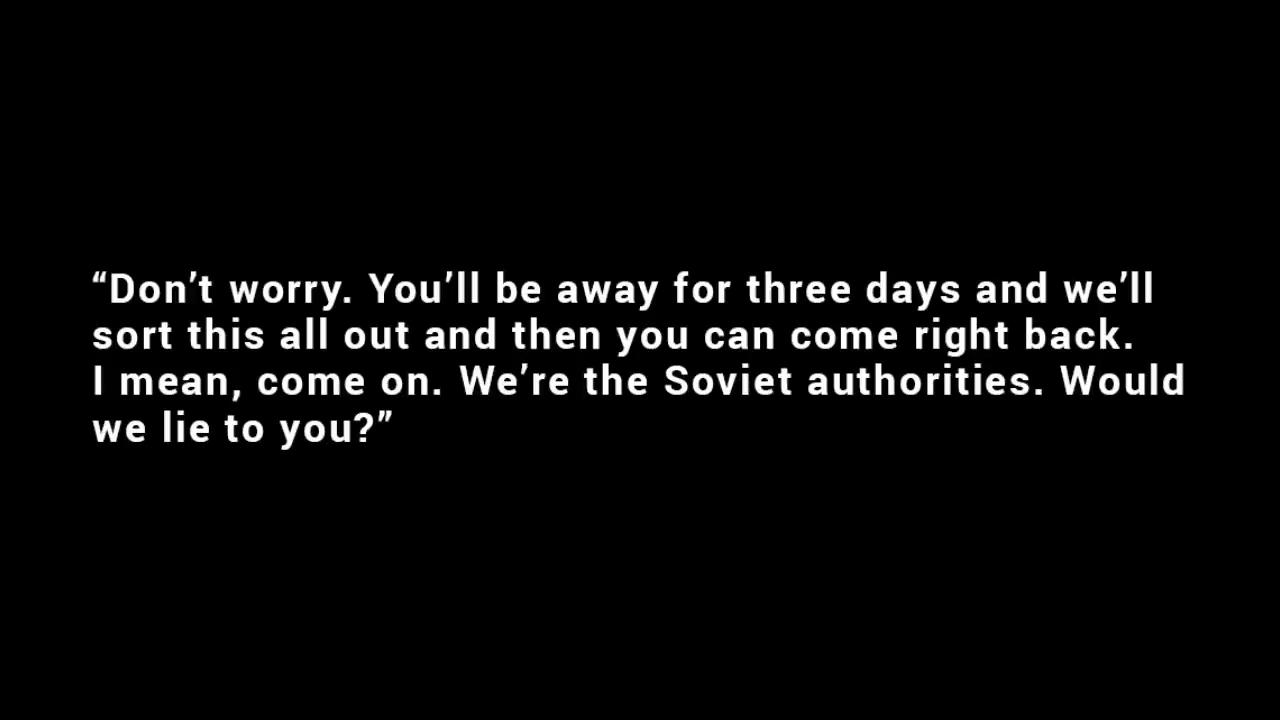 “Don’t worry. You’ll be away for three days and we’ll
sort this all out and then you can come right back.
I mean, come on. We’re the Soviet authorities. Would
we lie to you?”